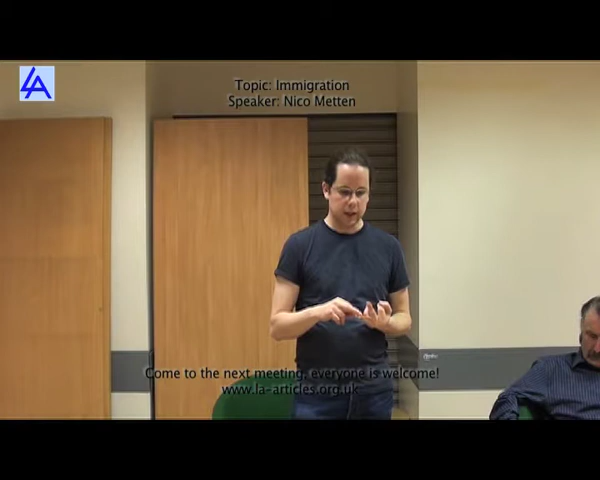 LA
Topic: Immigration
Speaker: Nico Metten
Come to the next meeting, everyone is welcome!
www.la-articles.org.uk